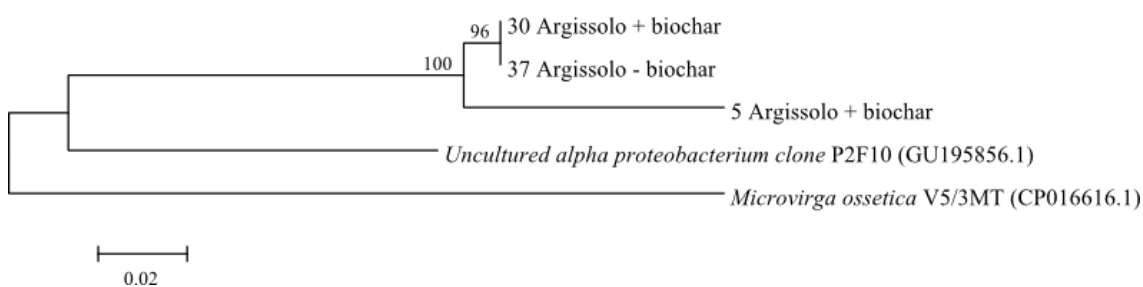 96
30 Argissolo + biochar
100
37 Argissolo - biochar
5 Argissolo + biochar
Uncultured alpha proteobacterium clone P2F10 (GU195856.1)
Microvirga ossetica V5/3MT (CP016616.1)
0.02